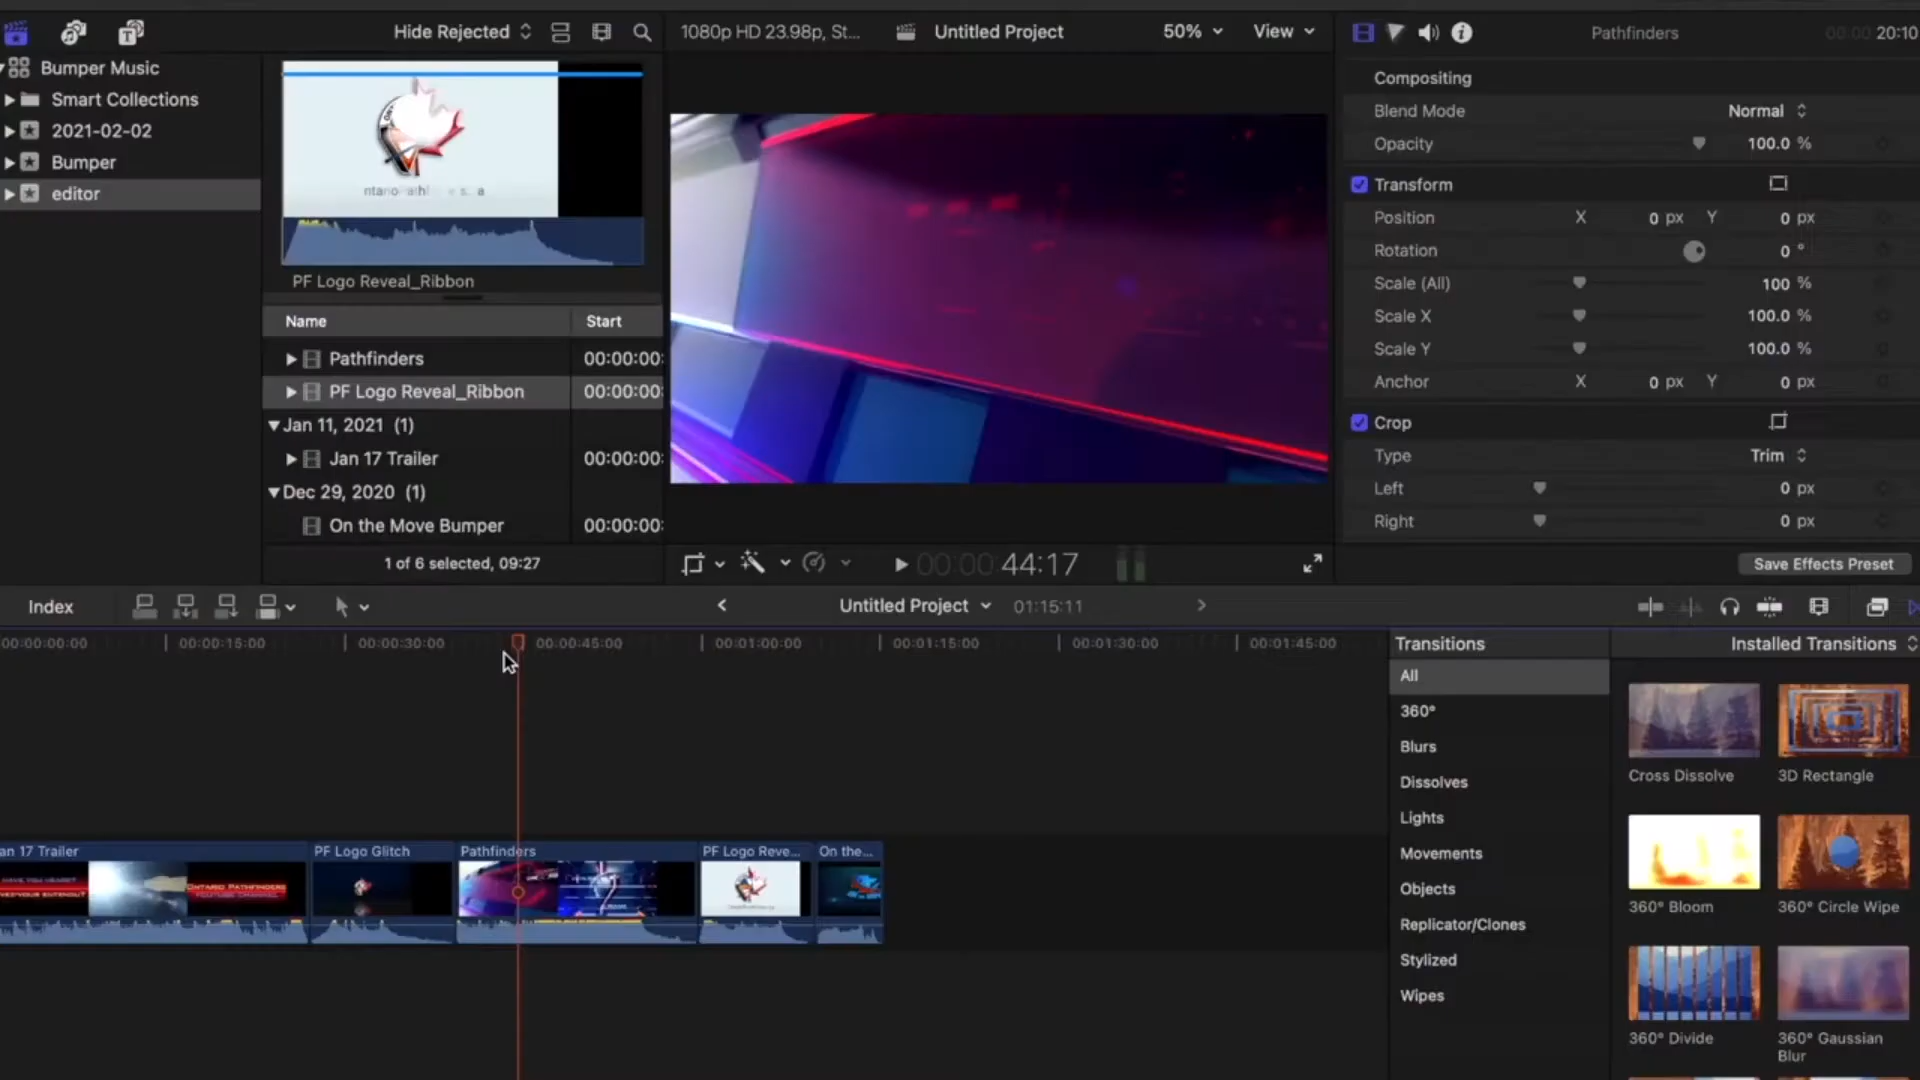 Hide Rejected
1080p HD 23.98p, St...
Untitled Project
50%
View
Pathfinders
00:00 20:10
Bumper Music
Smart Collections
2021-02-02
Bumper
editor
PF Logo Reveal_Ribbon
Name
Start
Pathfinders
00:00:00:
PF Logo Reveal_Ribbon
00:00:00:
Jan 11, 2021 (1)
Jan 17 Trailer
00:00:00:
Dec 29, 2020 (1)
On the Move Bumper
00:00:00:
1 of 6 selected, 09:27
00:00:44:17
Compositing
Blend Mode
Normal
Opacity
100.0 %
Transform
Position
X
0 px
Y
0 px
Rotation
0 °
Scale (All)
100 %
Scale X
100.0 %
Scale Y
100.0 %
Anchor
X
0 px
Y
0 px
Crop
Type
Trim
Left
0 px
Right
0 px
Save Effects Preset
Index
Untitled Project
01:15:11
00:00:00:00
00:00:15:00
00:00:30:00
00:00:45:00
00:01:00:00
00:01:15:00
00:01:30:00
00:01:45:00
an 17 Trailer
PF Logo Glitch
Pathfinders
PF Logo Reve...
On the...
HAVE YOU HEARD?
ONTARIO PATHFINDERS
Transitions
Installed Transitions
All
360°
Blurs
Dissolves
Lights
Movements
Objects
Replicator/Clones
Stylized
Wipes
Cross Dissolve
3D Rectangle
360° Bloom
360° Circle Wipe
360° Divide
360° Gaussian
Blur